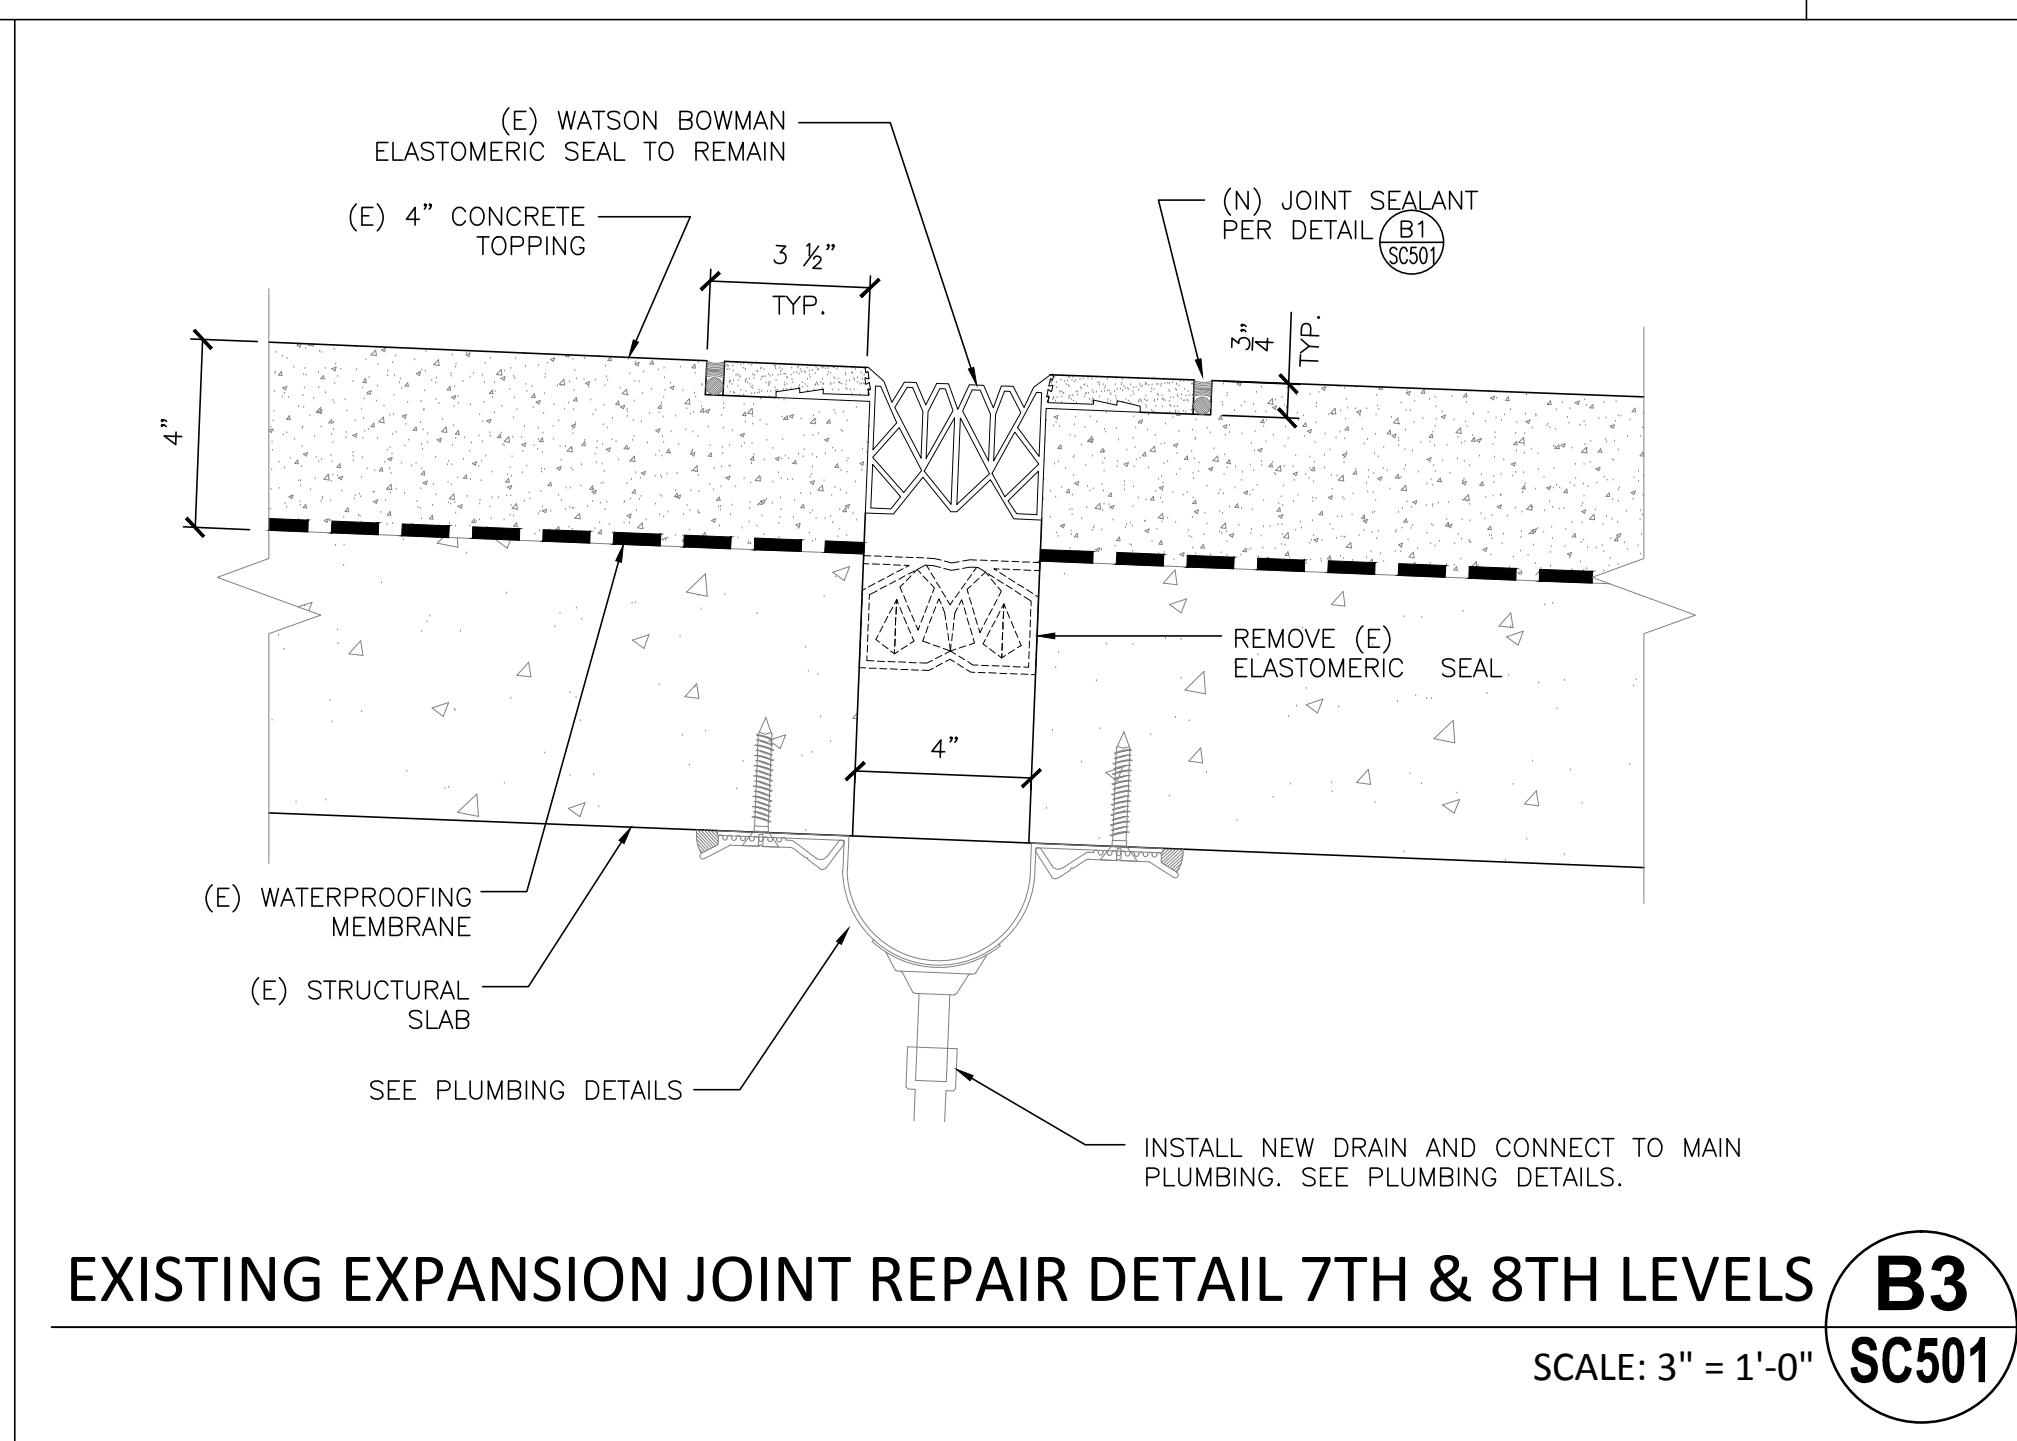 (E) WATSON BOWMAN
ELASTOMERIC SEAL TO REMAIN
(E) 4” CONCRETE
TOPPING
3 ½”
TYP.
(N) JOINT SEALANT
PER DETAIL
B1
SC501
3/4”
TYP.
4”
REMOVE (E)
ELASTOMERIC SEAL
4”
(E) WATERPROOFING
MEMBRANE
(E) STRUCTURAL
SLAB
SEE PLUMBING DETAILS
INSTALL NEW DRAIN AND CONNECT TO MAIN
PLUMBING. SEE PLUMBING DETAILS.
EXISTING EXPANSION JOINT REPAIR DETAIL 7TH & 8TH LEVELS
B3
SC501
SCALE: 3" = 1'-0"